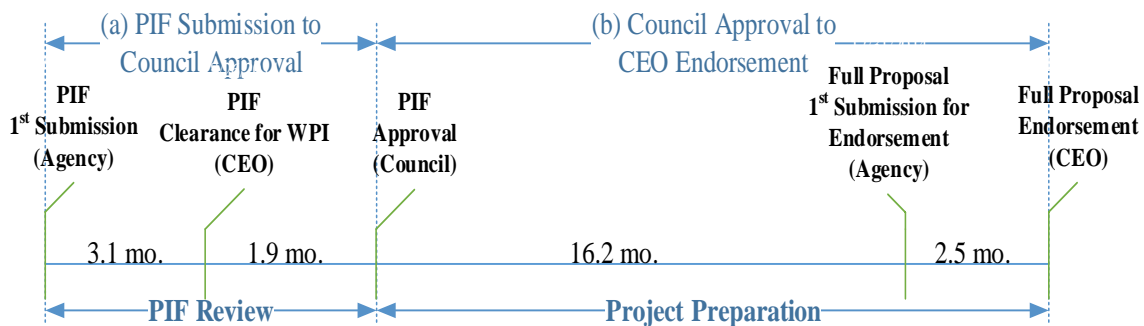 (a) PIF Submission to
Council Approval
(b) Council Approval to
CEO Endorsement
PIF
1st Submission
(Agency)
PIF
Clearance for WPI
(CEO)
PIF
Approval
(Council)
Full Proposal
1st Submission for
Endorsement
(Agency)
Full Proposal
Endorsement
(CEO)
3.1 mo.
1.9 mo.
16.2 mo.
2.5 mo.
PIF Review
Project Preparation